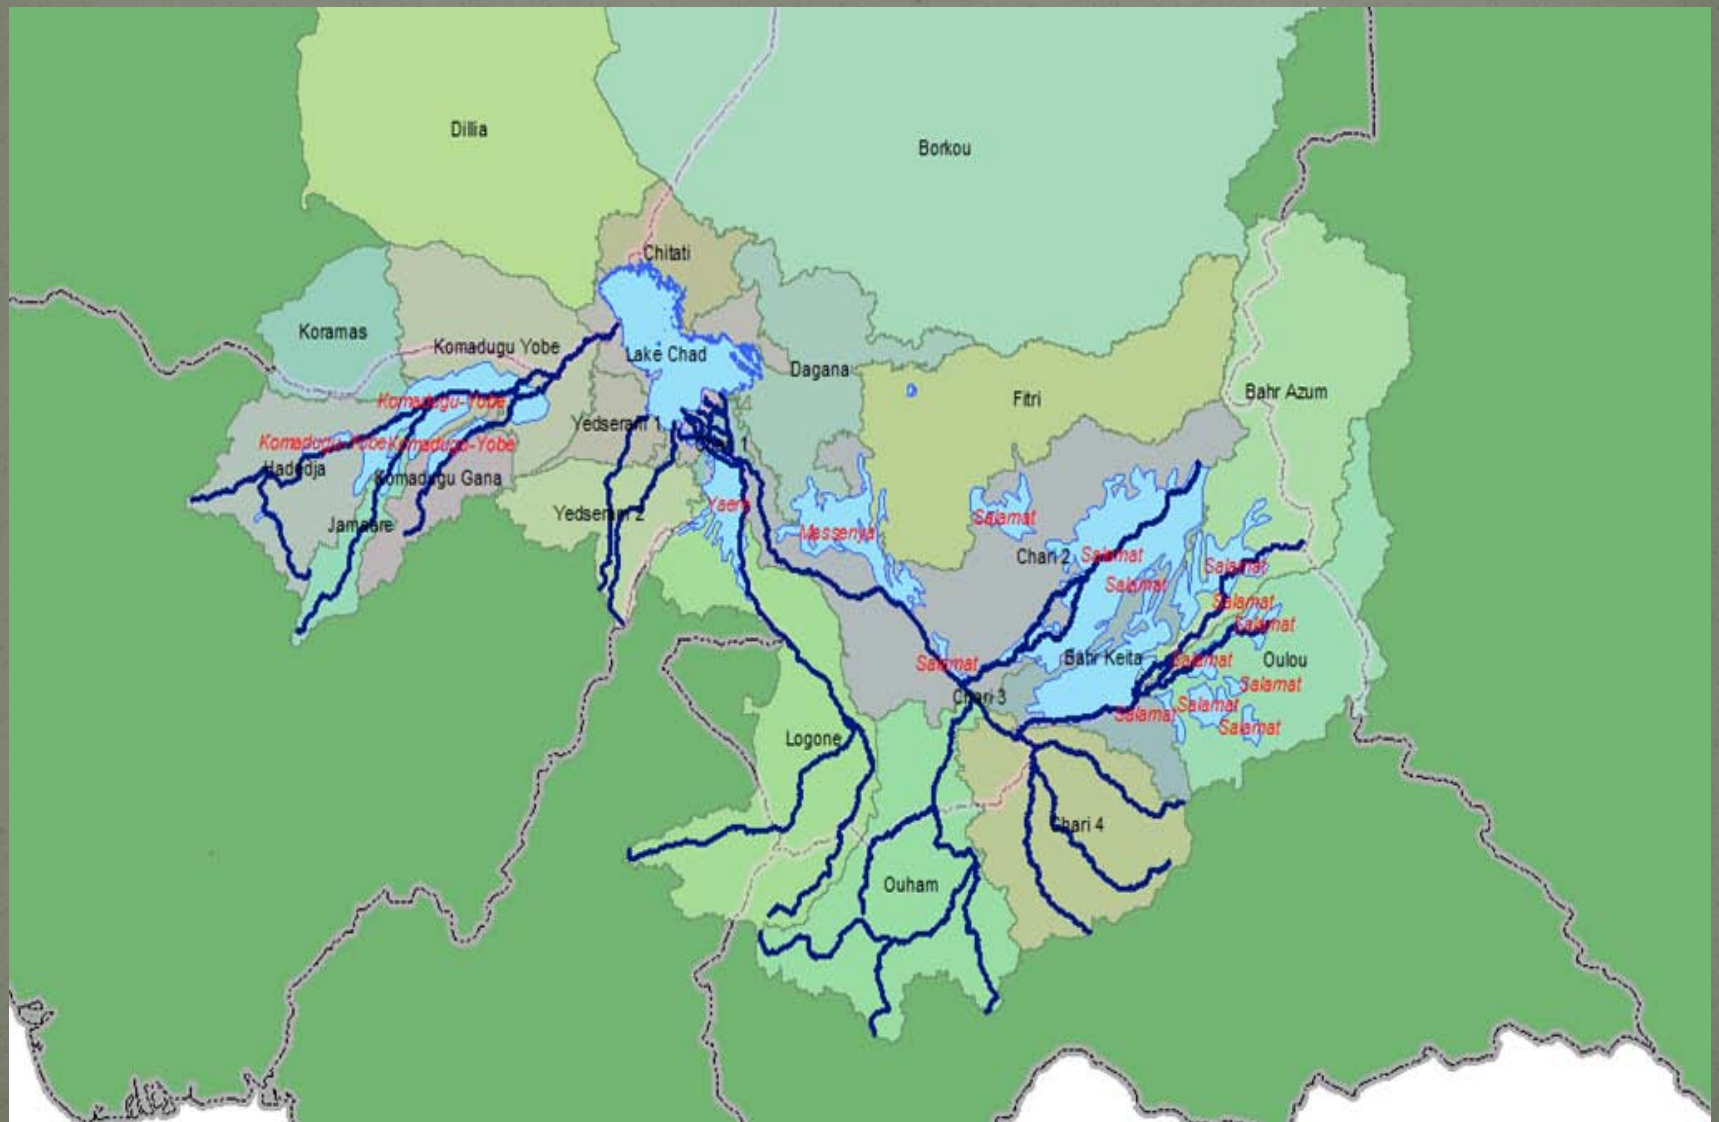 Dillia
Borkou
Chitati
Koramas
Komadugu Yobe
Lake Chad
Dagana
Bahr Azum
Fitri
Komadugu-Yobe
Yedseram 1
Komadugu-Yobe
Komadugu-Yobe
1
Hadedja
Komadugu Gana
Yedseram 2
Jamaare
Massenya
Salamat
Chari 2
Salamat
Salamat
Salamat
Salamat
Salamat
Salamat
Bahr Keita
Salamat
Oulou
Salamat
Chari 3
Salamat
Salamat
Salamat
Logone
Chari 4
Ouham